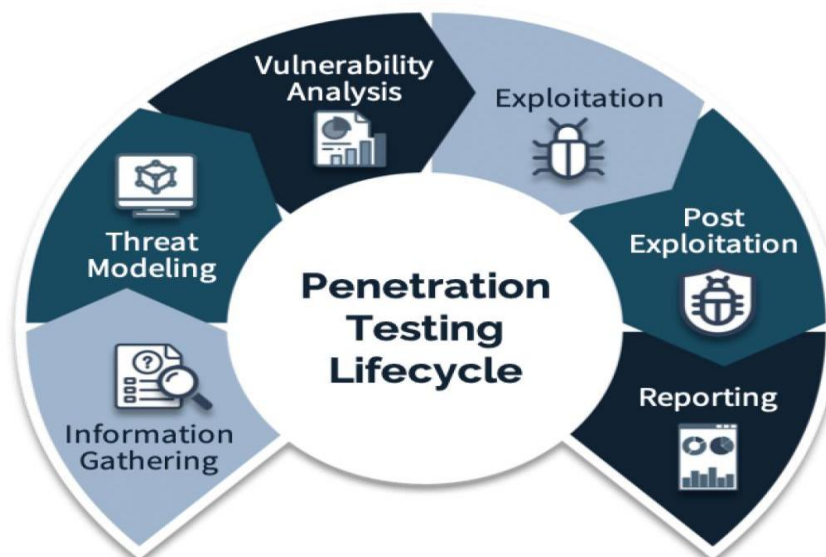 Vulnerability
Analysis
Exploitation
Threat
Modeling
Post
Exploitation
Penetration
Testing
Lifecycle
Information
Gathering
Reporting
?